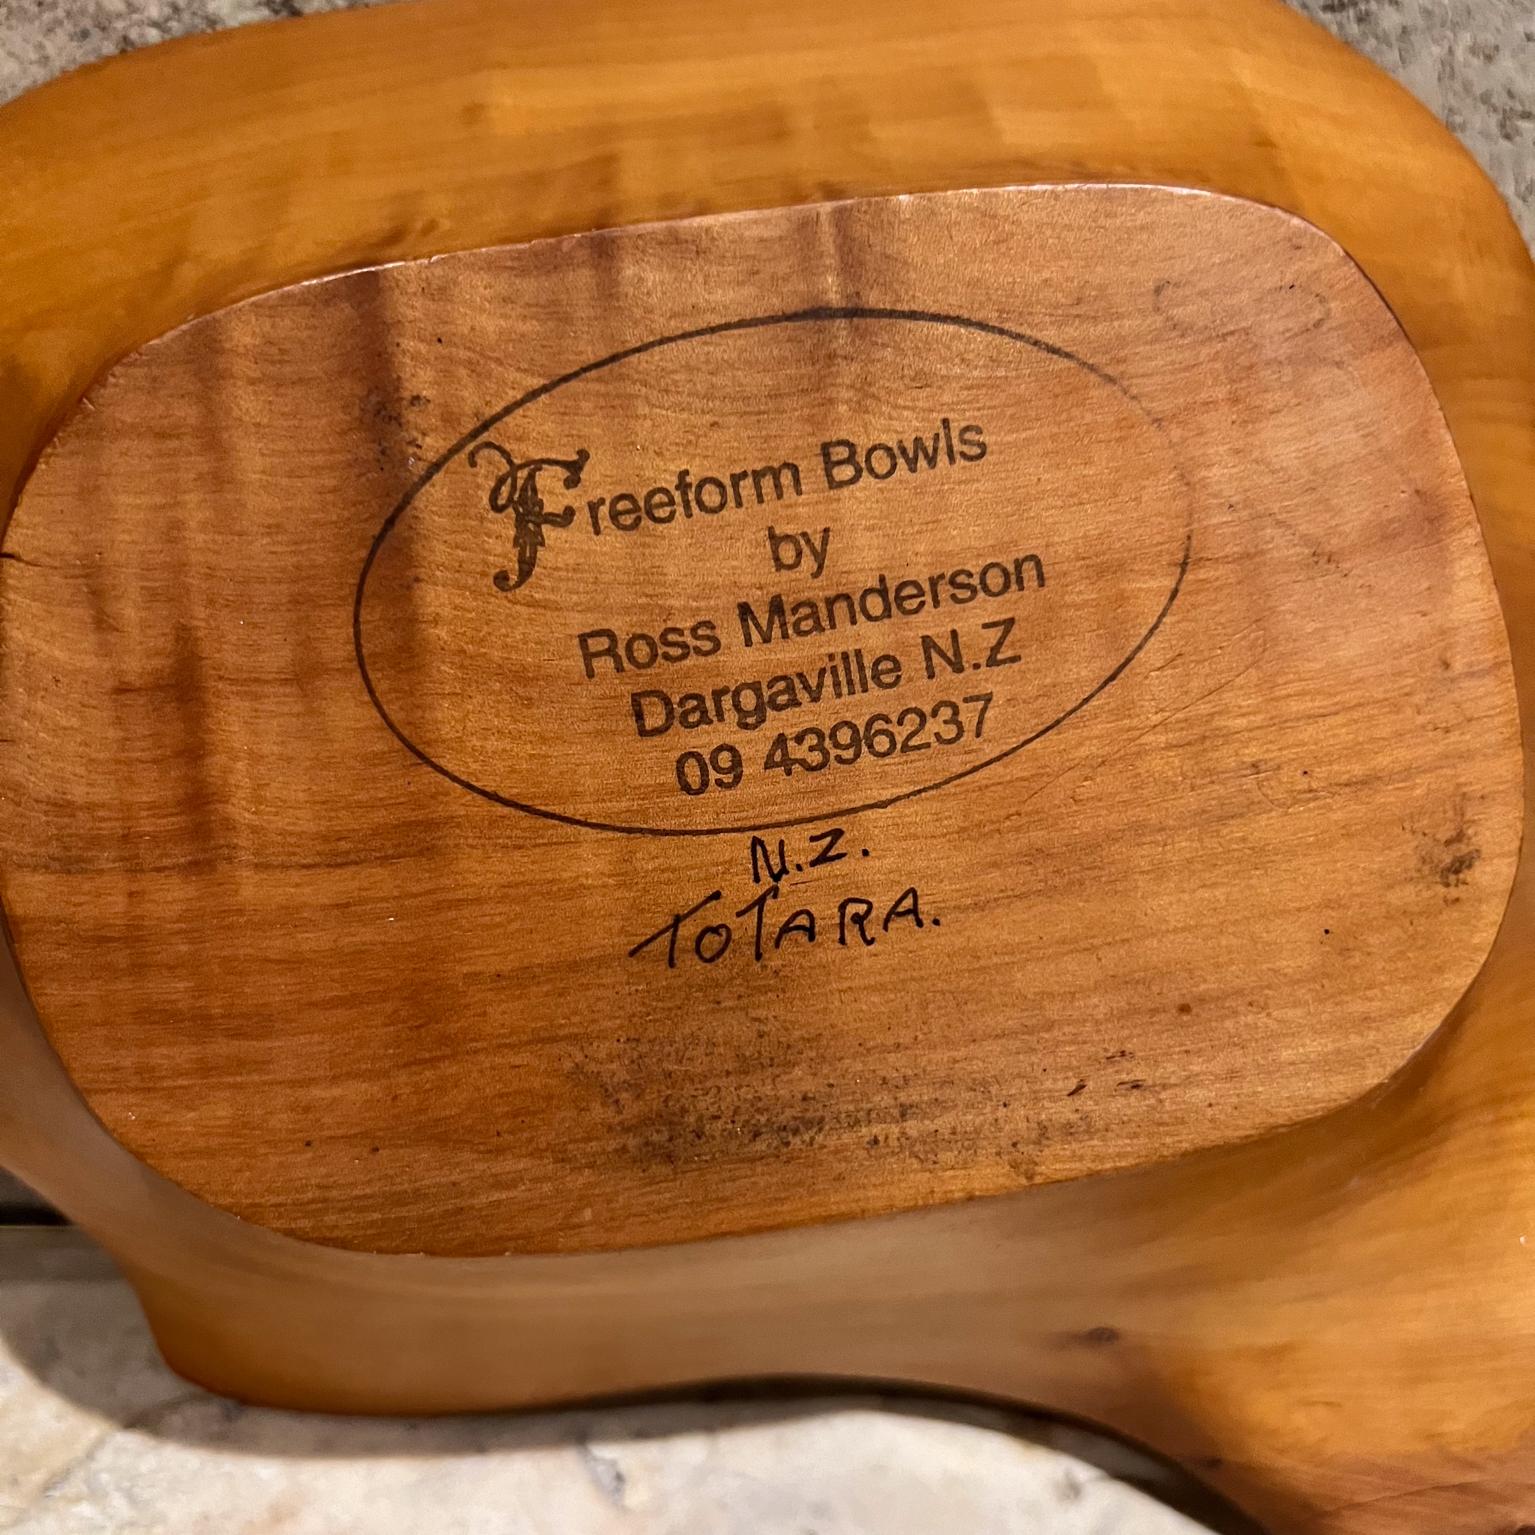 Freeform Bowls
by
Ross Manderson
Dargaville N.Z
09 4396237
N.Z.
TOTARA.